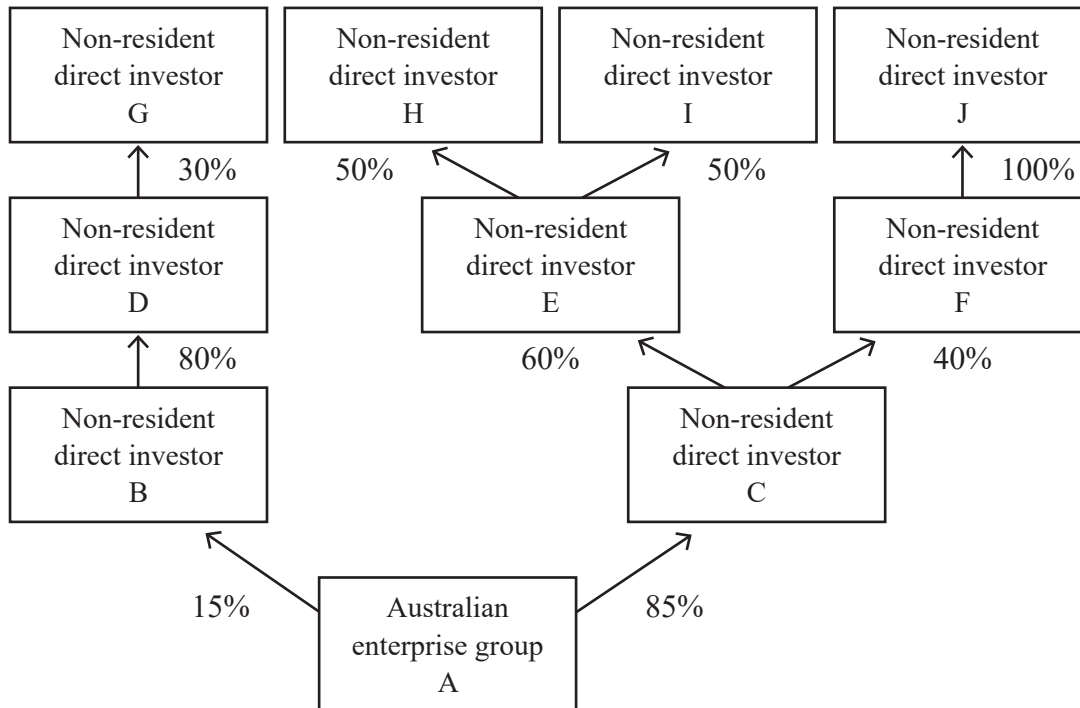 Non-resident
direct investor
G
Non-resident
direct investor
H
Non-resident
direct investor
I
Non-resident
direct investor
J
30%
50%
50%
100%
Non-resident
direct investor
D
Non-resident
direct investor
E
Non-resident
direct investor
F
80%
60%
40%
Non-resident
direct investor
B
Non-resident
direct investor
C
15%
85%
Australian
enterprise group
A